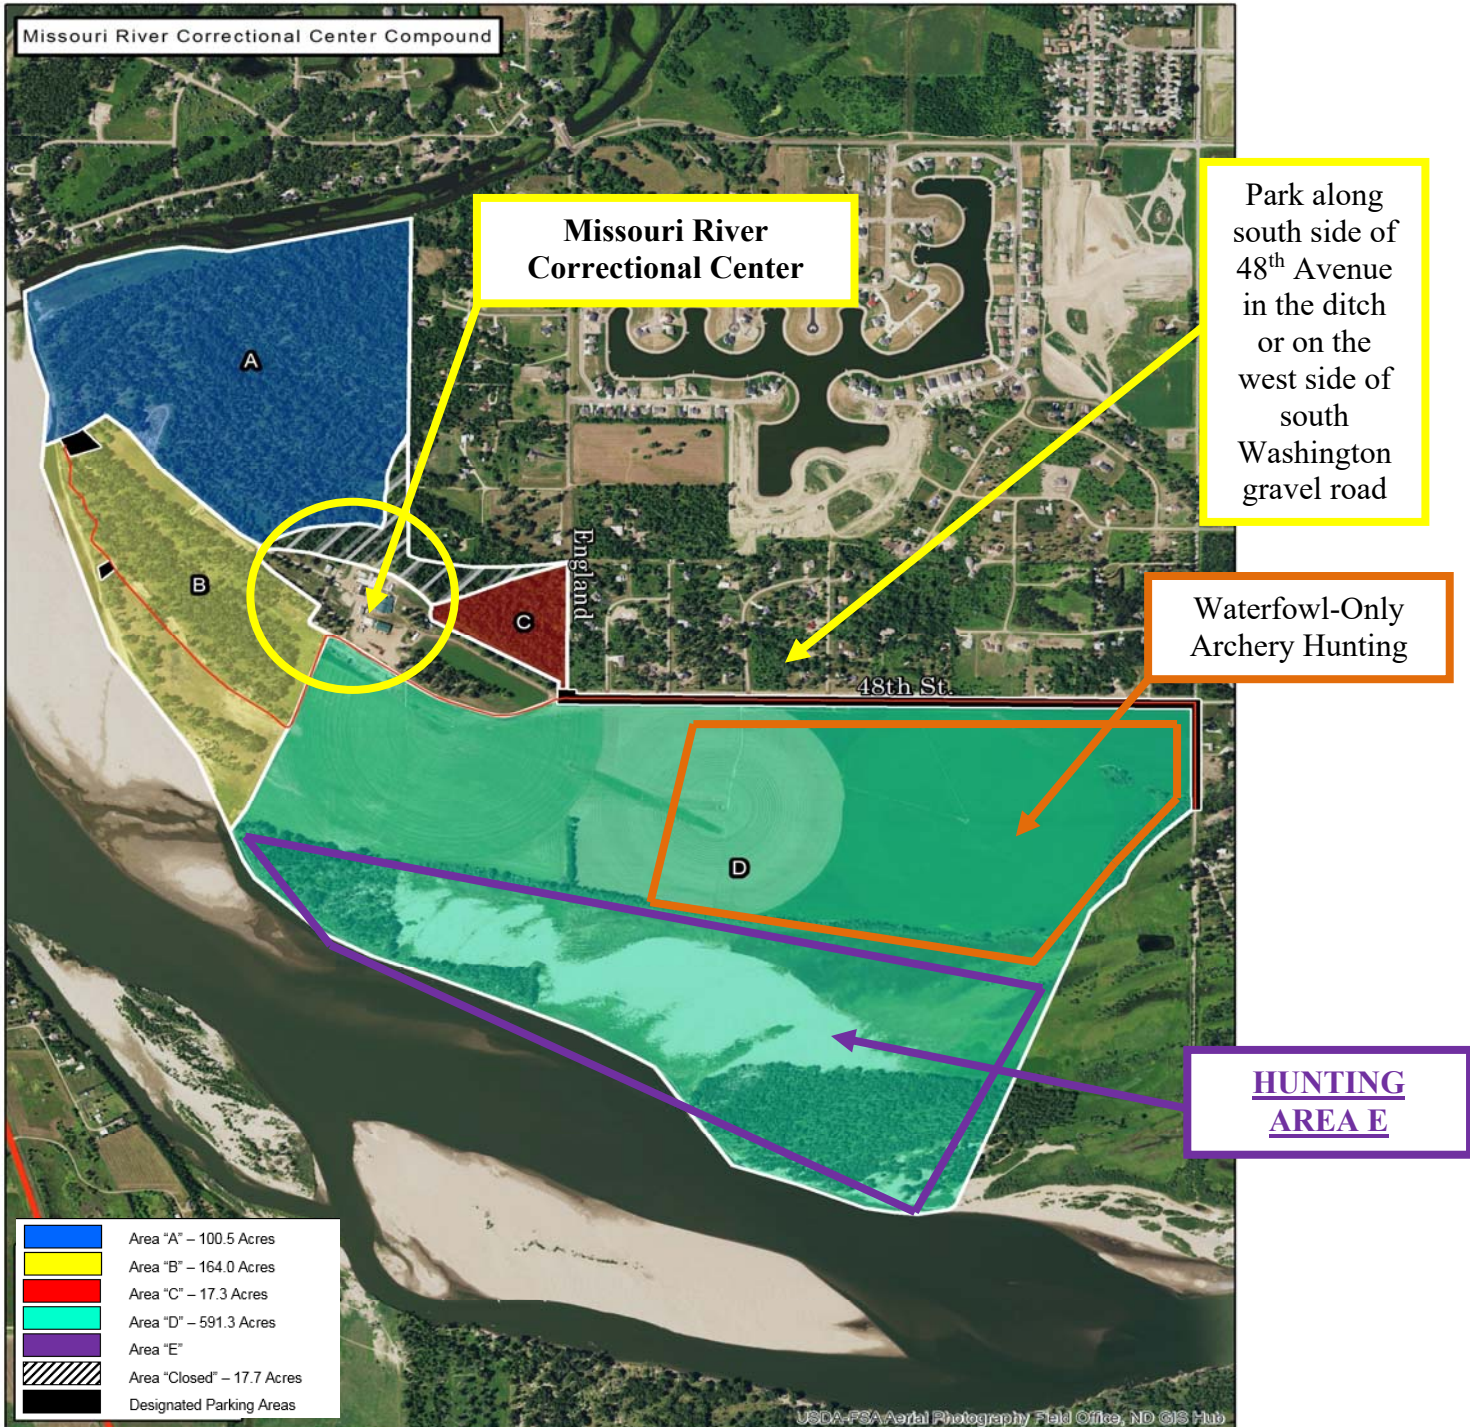 Missouri River Correctional Center Compound
Missouri River
Correctional Center
Park along
south side of
48th Avenue
in the ditch
or on the
west side of
south
Washington
gravel road
A
B
C
England
48th St.
Waterfowl-Only
Archery Hunting
D
HUNTING
AREA E
Area “A” – 100.5 Acres
Area “B” – 164.0 Acres
Area “C” – 17.3 Acres
Area “D” – 591.3 Acres
Area “E”
Area “Closed” – 17.7 Acres
Designated Parking Areas
USDA-FSA Aerial Photography Field Office, ND GIS Hub